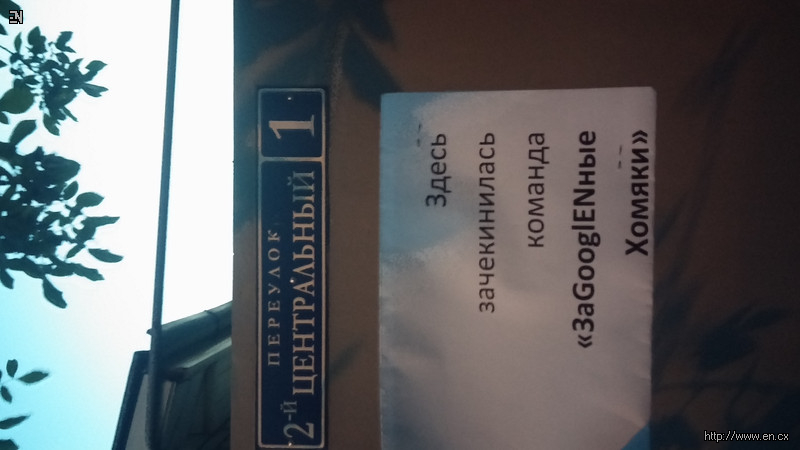 ПЕРЕУЛОК
2-Й ЦЕНТРАЛЬНЫЙ
1
Здесь
зачекинилась
команда
«ЗаGooglENные
Хомяки»
EN
http://www.en.cx